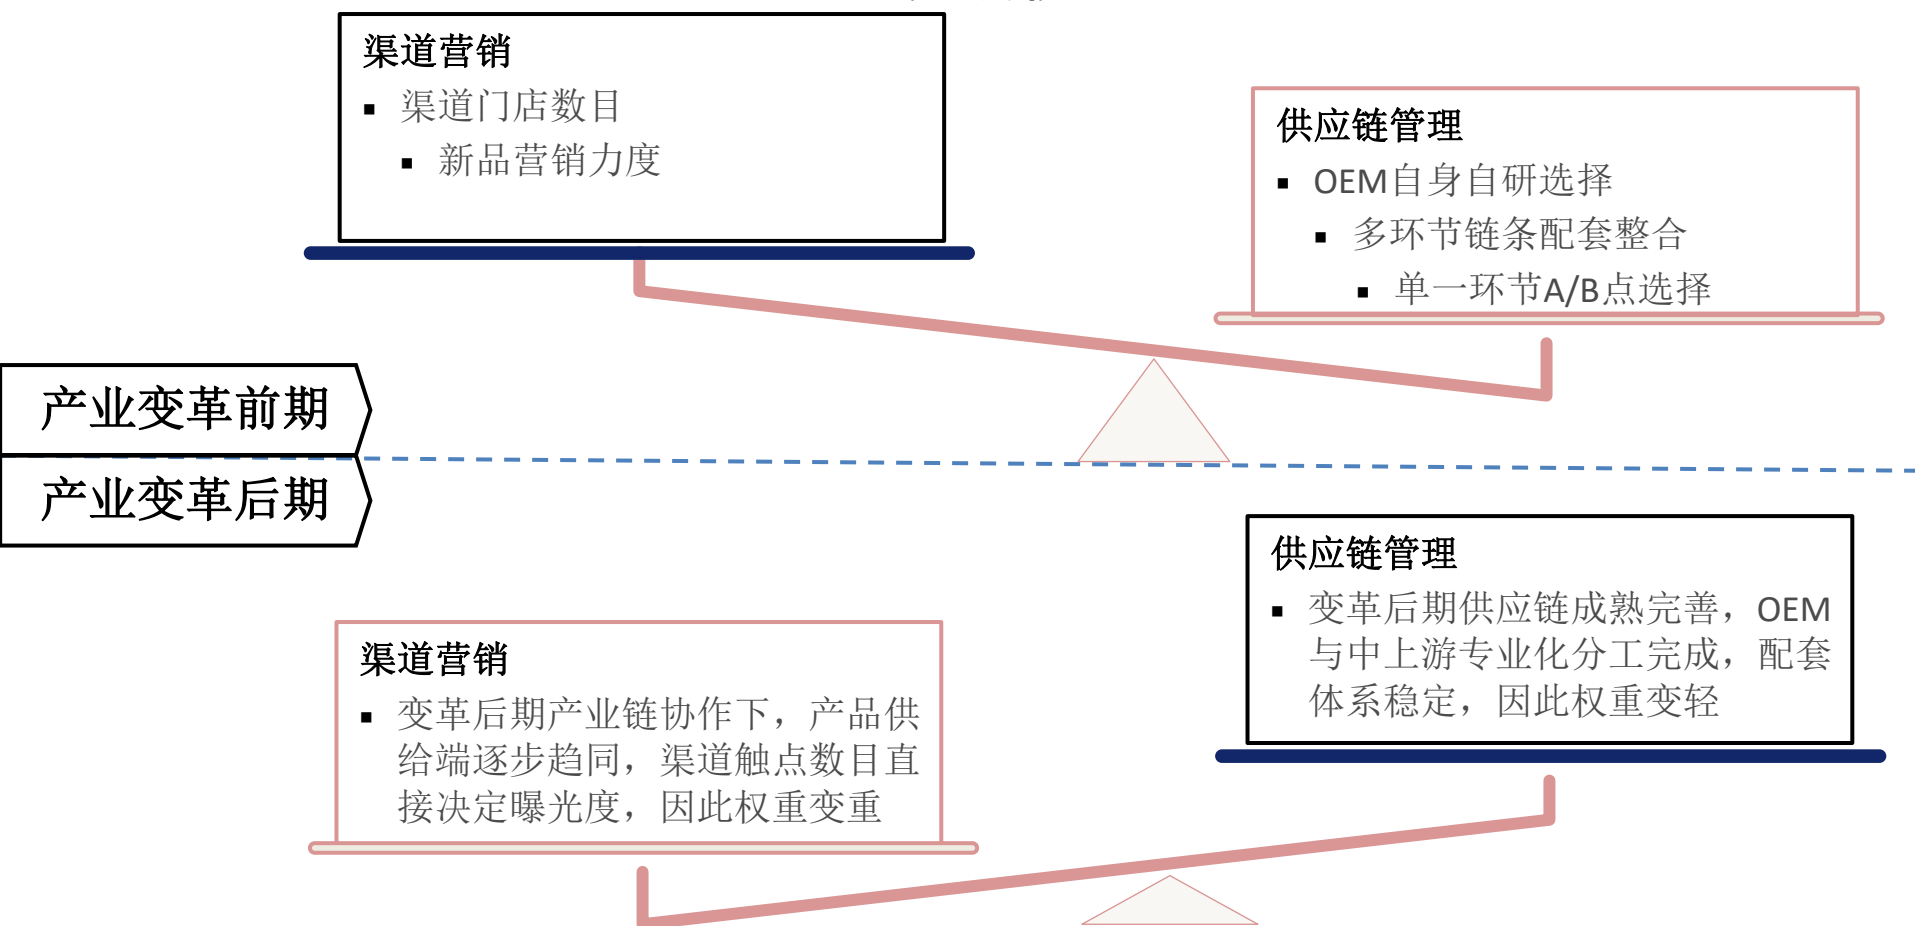 渠道营销
▪ 渠道门店数目
▪ 新品营销力度
供应链管理
▪ OEM自身自研选择
▪ 多环节链条配套整合
▪ 单一环节A/B点选择
产业变革前期
产业变革后期
供应链管理
▪ 变革后期供应链成熟完善，OEM
与中上游专业化分工完成，配套
体系稳定，因此权重变轻
渠道营销
▪ 变革后期产业链协作下，产品供
给端逐步趋同，渠道触点数目直
接决定曝光度，因此权重变重